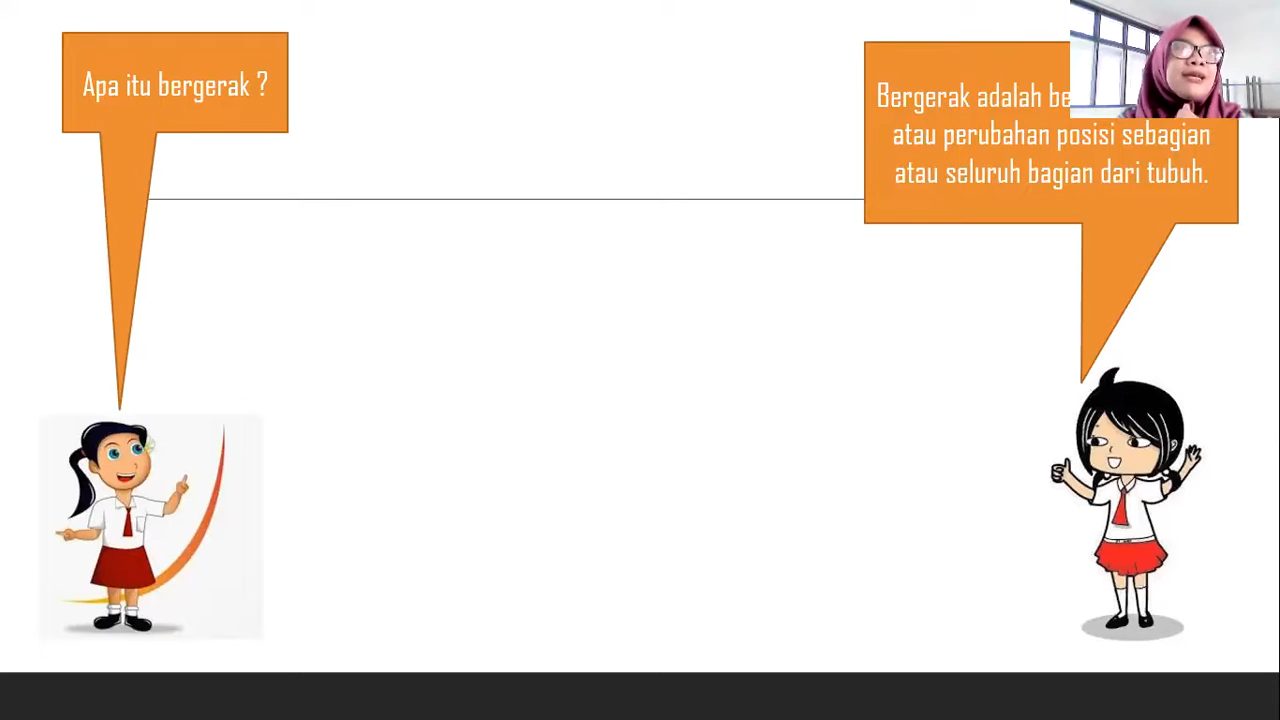 Apa itu bergerak ?
Bergerak adalah
atau perubahan posisi sebagian
atau seluruh bagian dari tubuh.